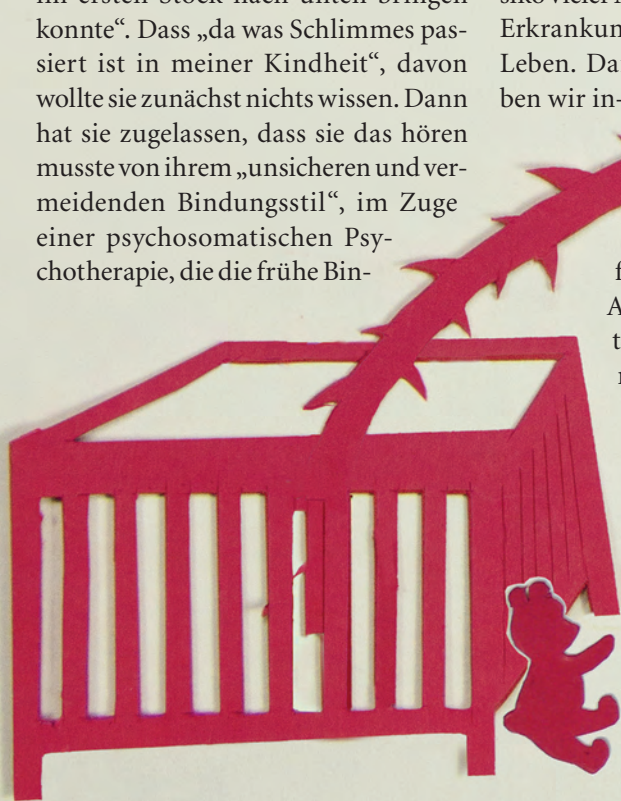 im ersten Stock nach unten bringen
konnte“. Dass „da was Schlimmes pas-
siert ist in meiner Kindheit“, davon
wollte sie zunächst nichts wissen. Dann
hat sie zugelassen, dass sie das hören
musste von ihrem „unsicheren und ver-
meidenden Bindungsstil“, im Zuge
einer psychosomatischen Psy-
chotherapie, die die frühe Bin-
Erkrankun
Leben. Da
ben wir in-
f
A
t